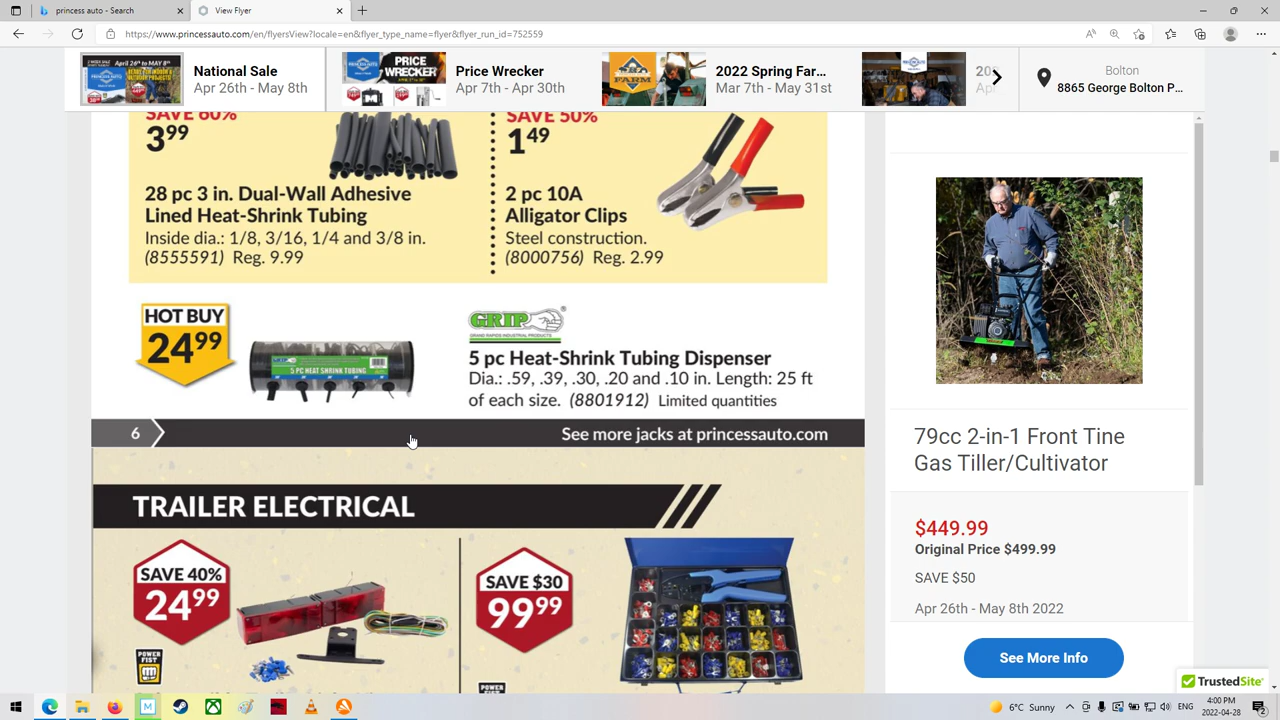 princess auto - Search
View Flyer
https://www.princessauto.com/en/flyersView?locale=en&flyer_type_name=flyer&flyer_run_id=752559
National Sale
Apr 26th - May 8th
Price Wrecker
Apr 7th - Apr 30th
2022 Spring Far...
Mar 7th - May 31st
Bolton
8865 George Bolton P...
SAVE 60%
3 99
28 pc 3 in. Dual-Wall Adhesive
Lined Heat-Shrink Tubing
Inside dia.: 1/8, 3/16, 1/4 and 3/8 in.
(8555591) Reg. 9.99
SAVE 50%
1 49
2 pc 10A
Alligator Clips
Steel construction.
(8000756) Reg. 2.99
HOT BUY
24 99
5 PC HEAT SHRINK TUBING
GRIP
GRAND RAPIDS INDUSTRIAL PRODUCTS
5 pc Heat-Shrink Tubing Dispenser
Dia.: .59, .39, .30, .20 and .10 in. Length: 25 ft
of each size. (8801912) Limited quantities
6
See more jacks at princessauto.com
TRAILER ELECTRICAL
SAVE 40%
24 99
POWER
FIST
SAVE $30
99 99
POWER
79cc 2-in-1 Front Tine
Gas Tiller/Cultivator
$449.99
Original Price $499.99
SAVE $50
Apr 26th - May 8th 2022
See More Info
TrustedSite
6°C Sunny
ENG
4:00 PM
2022-04-28